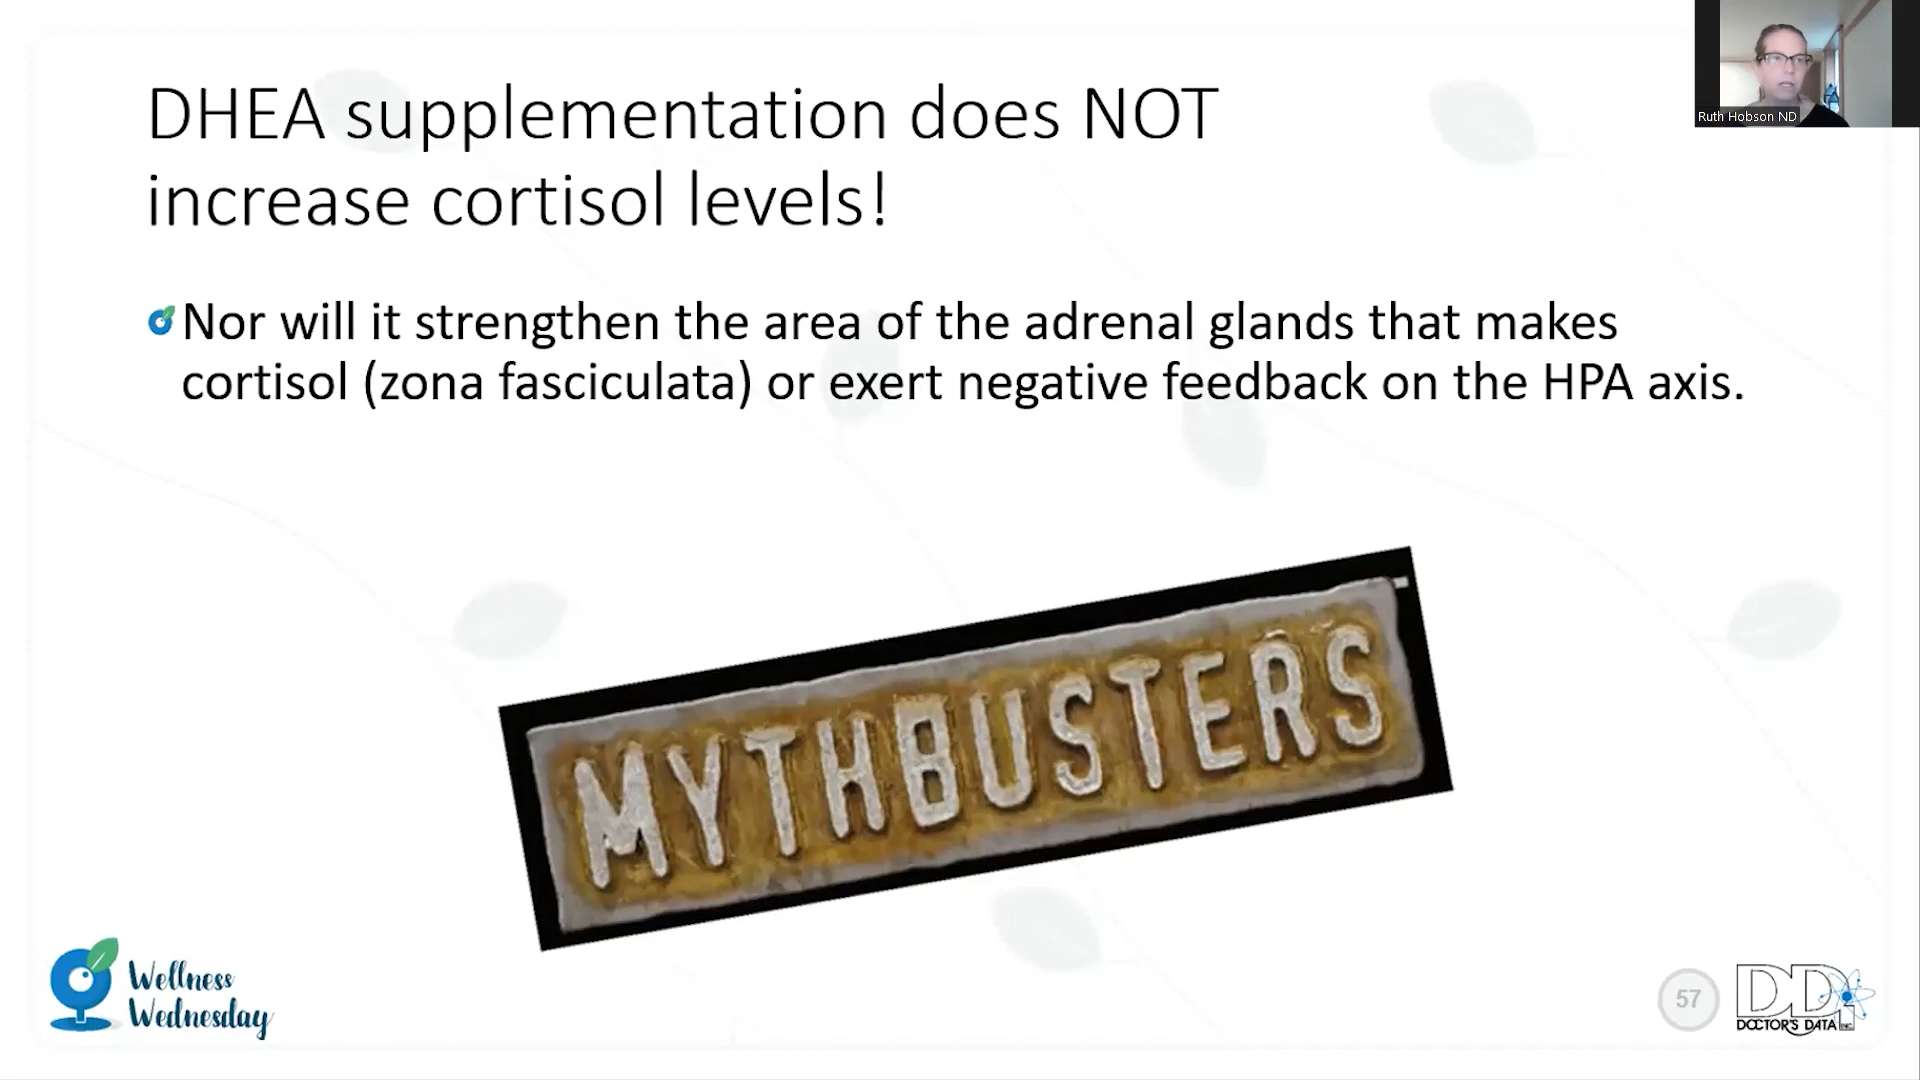 DHEA supplementation does NOT
increase cortisol levels!
Ruth Hobson ND
Nor will it strengthen the area of the adrenal glands that makes
cortisol (zona fasciculata) or exert negative feedback on the HPA axis.
MYTHBUSTERS
Wellness
Wednesday
57
DDI
DOCTOR'S DATA